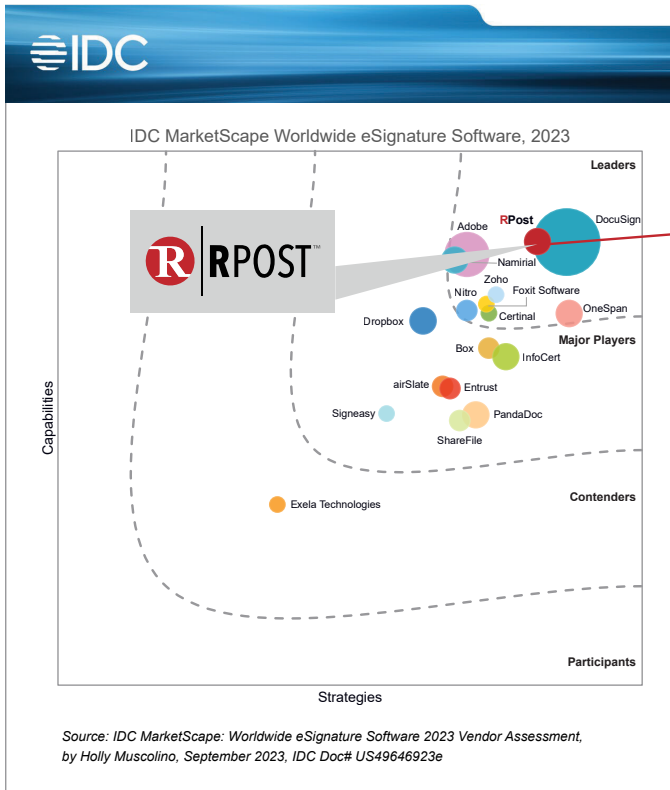 IDC
IDC MarketScape Worldwide eSignature Software, 2023
Leaders
RPost
DocuSign
Adobe
R RPOST™
Namirial
Zoho
Nitro
Foxit Software
OneSpan
Certinal
Dropbox
Major Players
Box
InfoCert
airSlate
Entrust
Signeasy
PandaDoc
ShareFile
Capabilities
Contenders
Exela Technologies
Participants
Strategies
Source: IDC MarketScape: Worldwide eSignature Software 2023 Vendor Assessment,
by Holly Muscolino, September 2023, IDC Doc# US49646923e